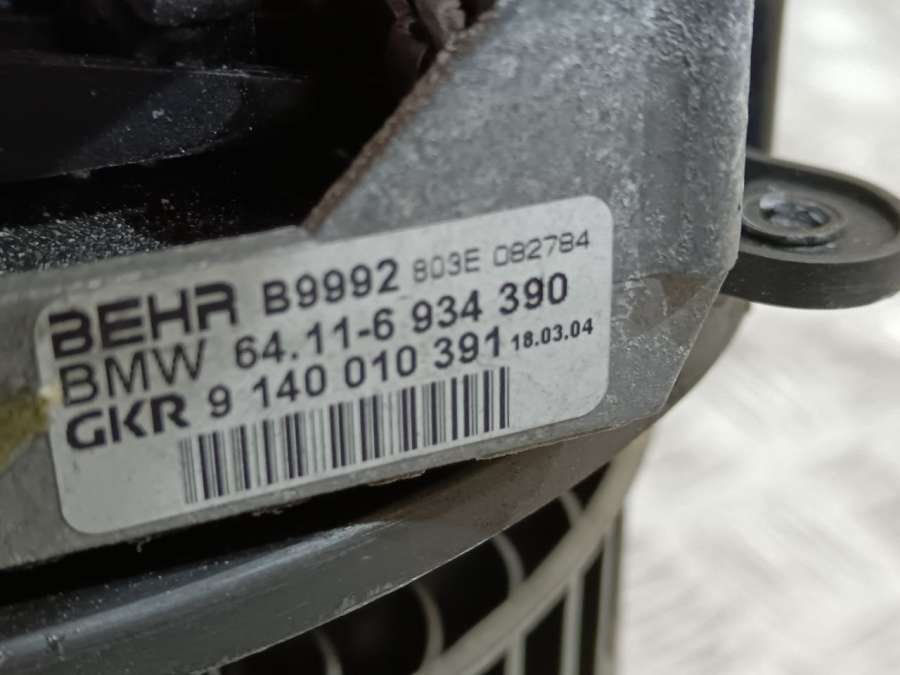 BEHR B9992 803E 082784
BMW 64.11-6 934 390
GKR 9 140 010 391 18.03.04